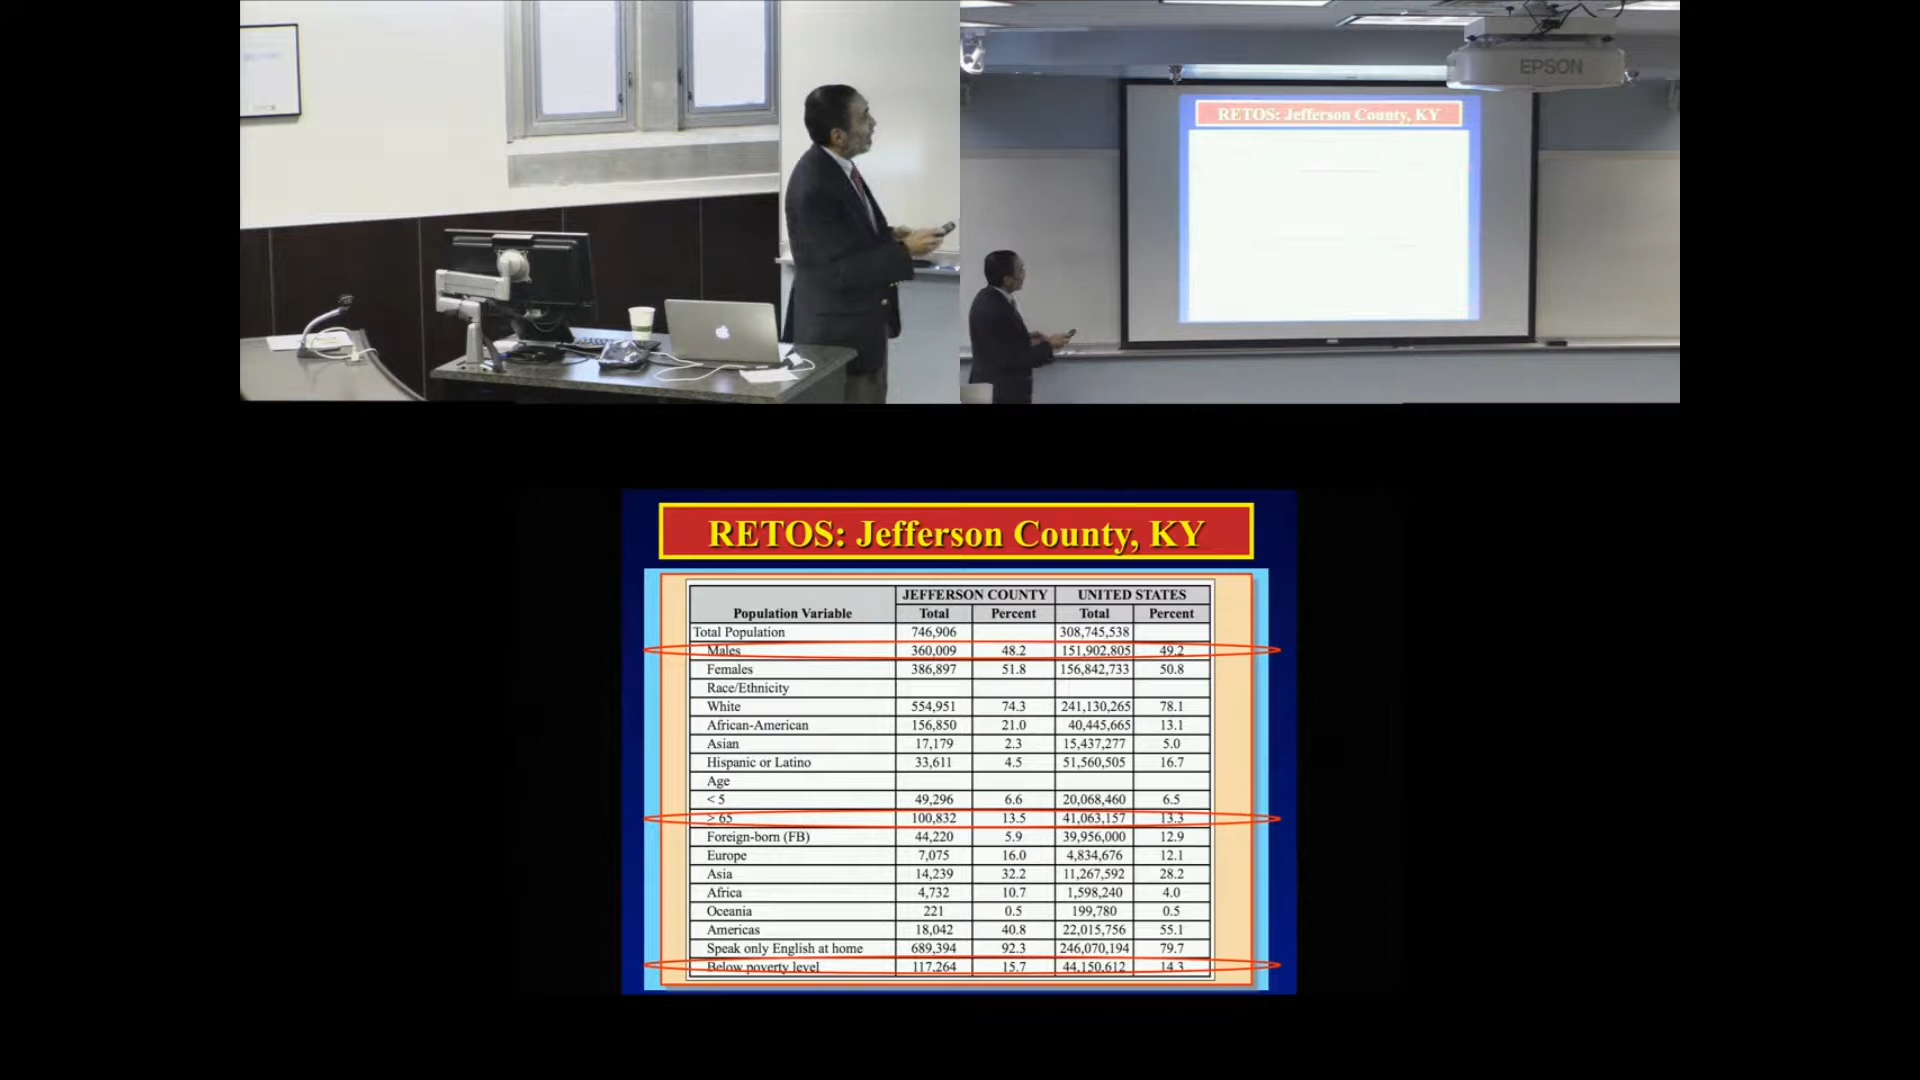 EPSON
RETOS: Jefferson County, KY
RETOS: Jefferson County, KY
JEFFERSON COUNTY UNITED STATES
Population Variable Total Percent Total Percent
Total Population 746,906 308,745,538
Males 360,009 48.2 151,902,805 49.2
Females 386,897 51.8 156,842,733 50.8
Race/Ethnicity
White 554,951 74.3 241,130,265 78.1
African-American 156,850 21.0 40,445,665 13.1
Asian 17,179 2.3 15,437,277 5.0
Hispanic or Latino 33,611 4.5 51,560,505 16.7
Age
< 5 49,296 6.6 20,068,460 6.5
> 65 100,832 13.5 41,063,157 13.3
Foreign-born (FB) 44,220 5.9 39,956,000 12.9
Europe 7,075 16.0 4,834,676 12.1
Asia 14,239 32.2 11,267,592 28.2
Africa 4,732 10.7 1,598,240 4.0
Oceania 221 0.5 199,780 0.5
Americas 18,042 40.8 22,015,756 55.1
Speak only English at home 689,394 92.3 246,070,194 79.7
Below poverty level 117,264 15.7 44,150,612 14.3